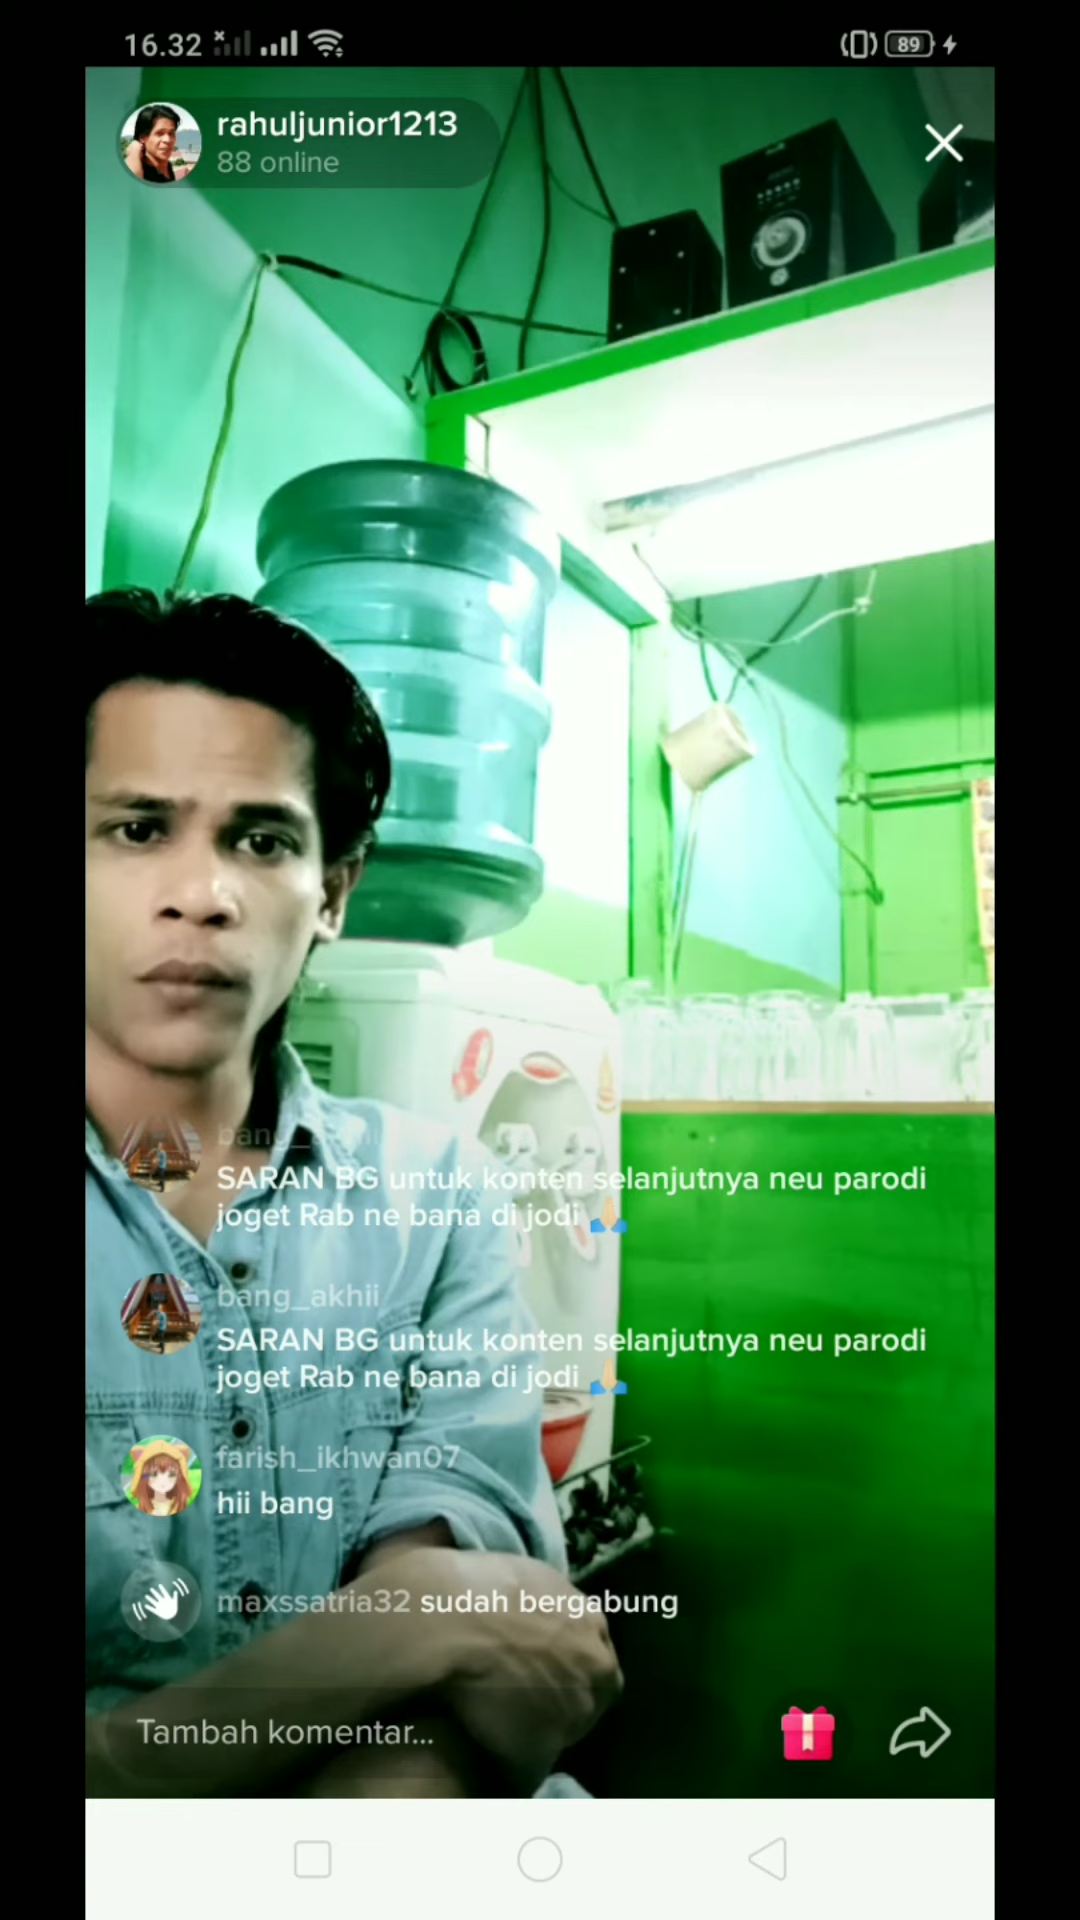 16.32
89
rahuljunior1213
88 online
SARAN BG untuk konten selanjutnya neu parodi
joget Rab ne bana di jodi 🙏
bang_akhii
SARAN BG untuk konten selanjutnya neu parodi
joget Rab ne bana di jodi 🙏
farish_ikhwan07
hii bang
maxssatria32 sudah bergabung
Tambah komentar...